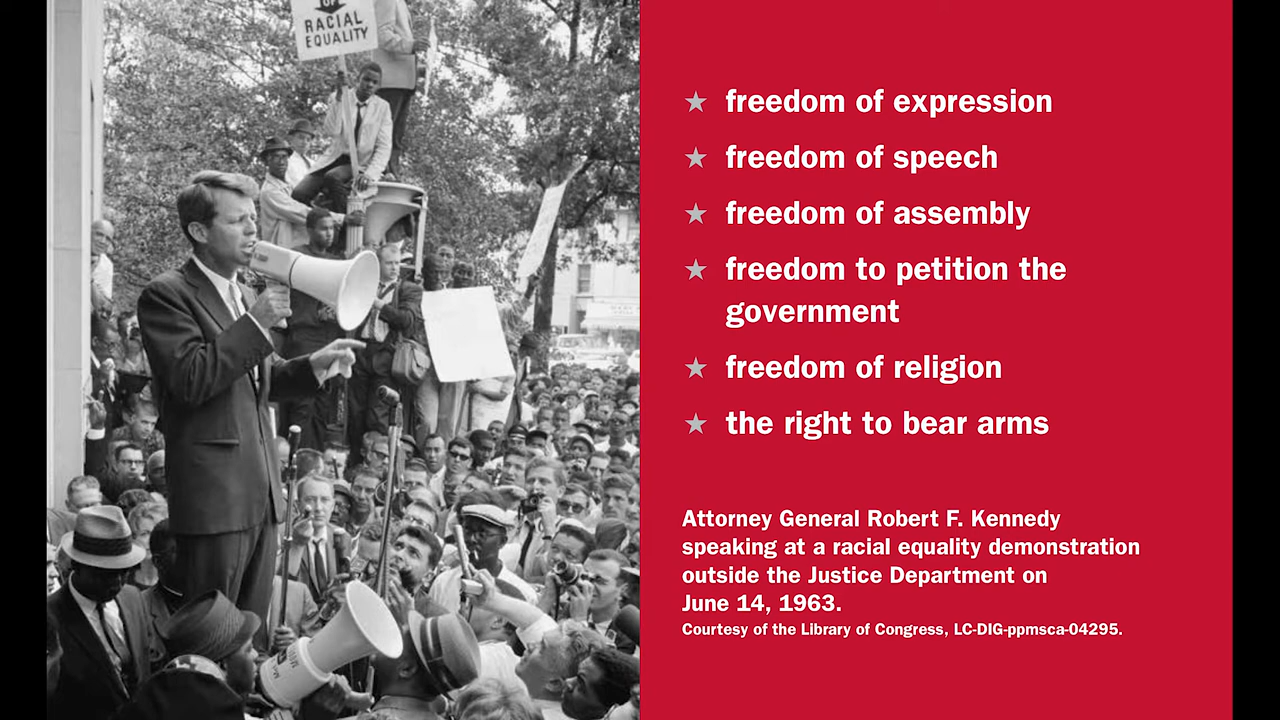 OF
RACIAL
EQUALITY
freedom of expression
freedom of speech
freedom of assembly
freedom to petition the
government
freedom of religion
the right to bear arms
Attorney General Robert F. Kennedy
speaking at a racial equality demonstration
outside the Justice Department on
June 14, 1963.
Courtesy of the Library of Congress, LC-DIG-ppmsca-04295.